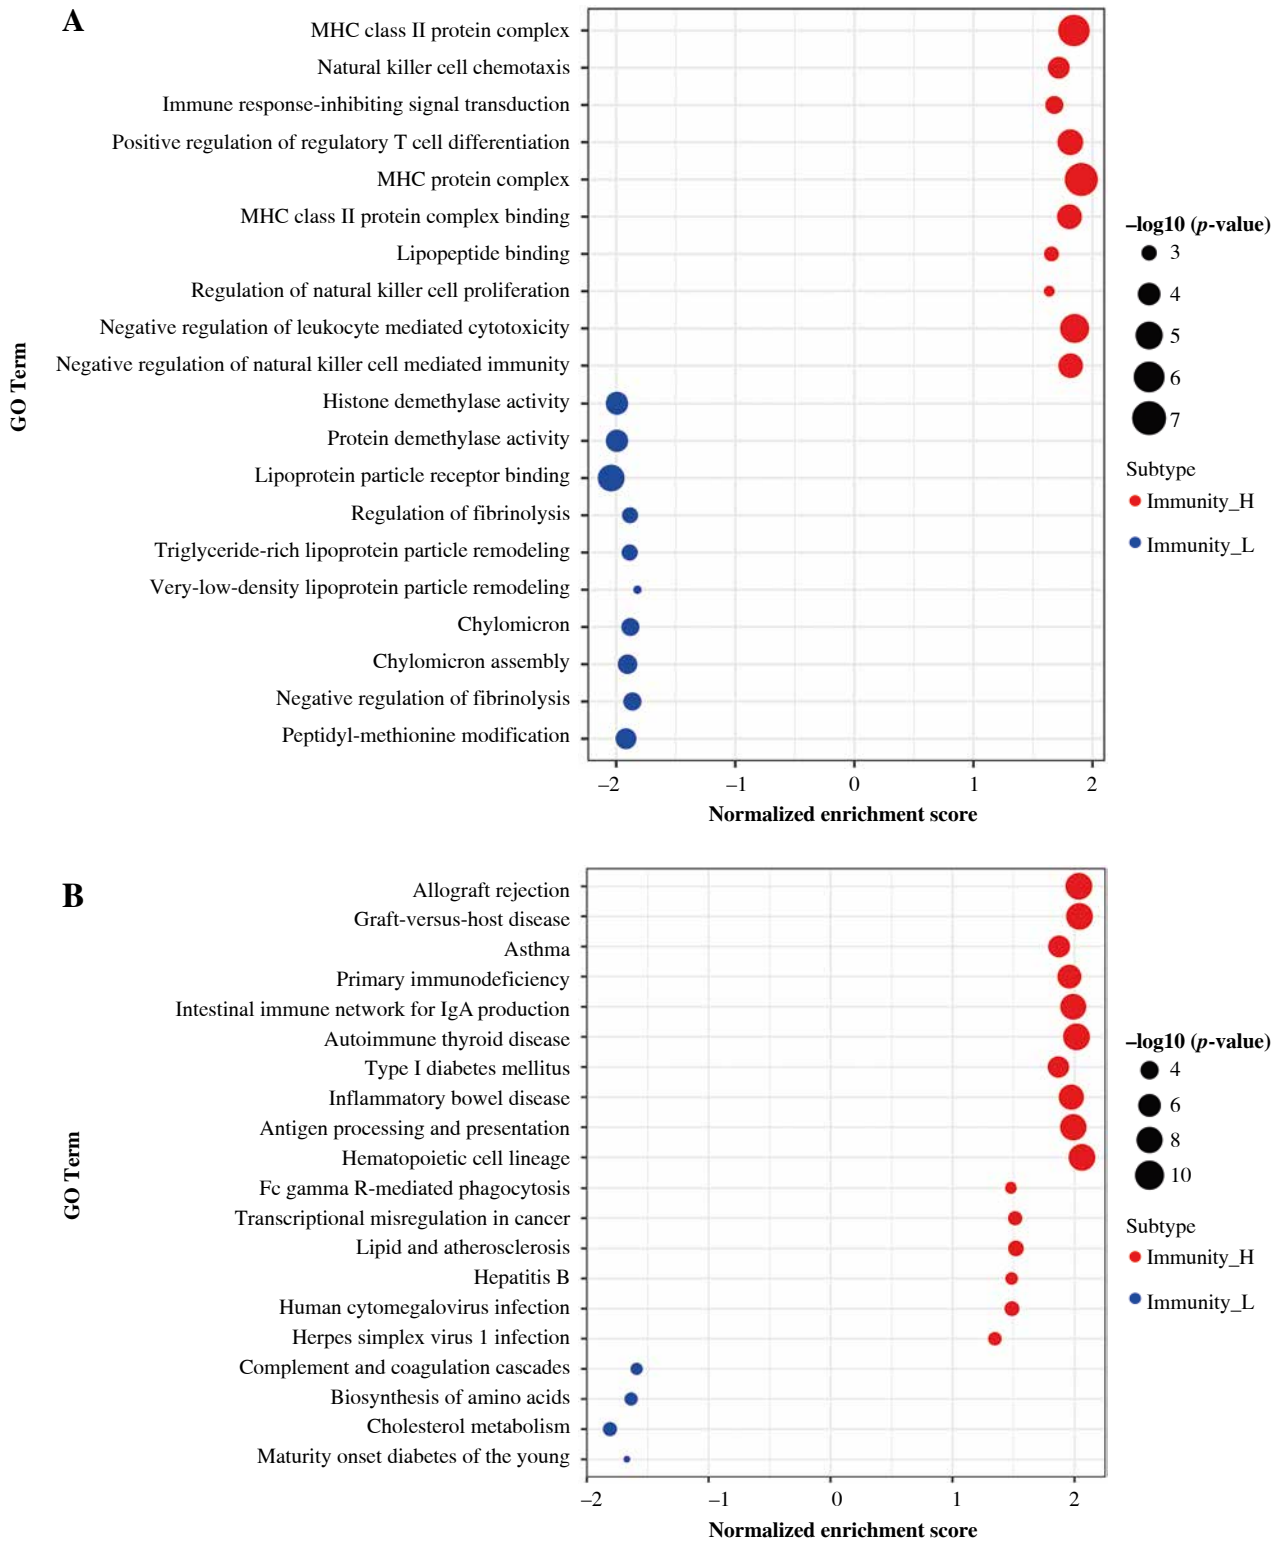 A
MHC class II protein complex
Natural killer cell chemotaxis
Immune response-inhibiting signal transduction
Positive regulation of regulatory T cell differentiation
MHC protein complex
MHC class II protein complex binding
Lipopeptide binding
Regulation of natural killer cell proliferation
Negative regulation of leukocyte mediated cytotoxicity
Negative regulation of natural killer cell mediated immunity
Histone demethylase activity
Protein demethylase activity
Lipoprotein particle receptor binding
Regulation of fibrinolysis
Triglyceride-rich lipoprotein particle remodeling
Very-low-density lipoprotein particle remodeling
Chylomicron
Chylomicron assembly
Negative regulation of fibrinolysis
Peptidyl-methionine modification
GO Term
–2 –1 0 1 2
Normalized enrichment score
–log10 (p-value)
3
4
5
6
7
Subtype
Immunity_H
Immunity_L
B
Allograft rejection
Graft-versus-host disease
Asthma
Primary immunodeficiency
Intestinal immune network for IgA production
Autoimmune thyroid disease
Type I diabetes mellitus
Inflammatory bowel disease
Antigen processing and presentation
Hematopoietic cell lineage
Fc gamma R-mediated phagocytosis
Transcriptional misregulation in cancer
Lipid and atherosclerosis
Hepatitis B
Human cytomegalovirus infection
Herpes simplex virus 1 infection
Complement and coagulation cascades
Biosynthesis of amino acids
Cholesterol metabolism
Maturity onset diabetes of the young
GO Term
–2 –1 0 1 2
Normalized enrichment score
–log10 (p-value)
4
6
8
10
Subtype
Immunity_H
Immunity_L